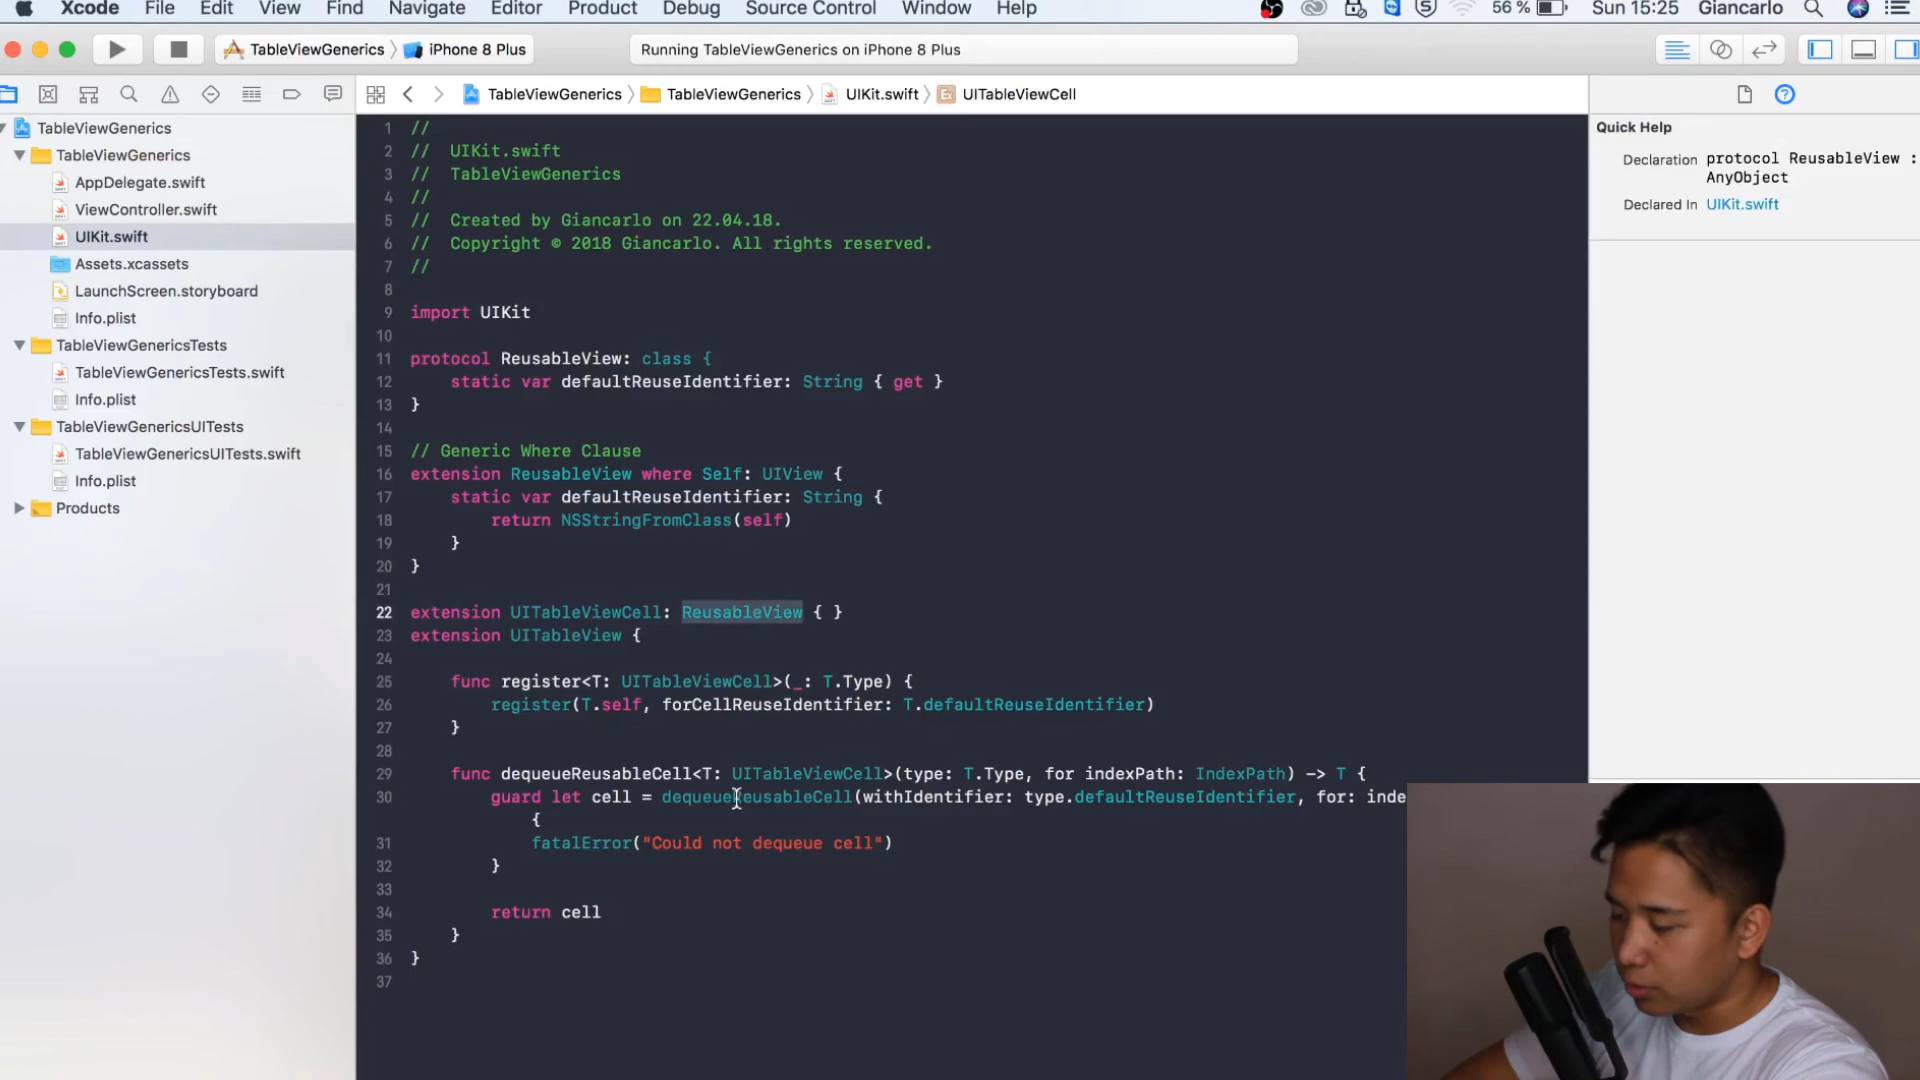 Xcode File Edit View Find Navigate Editor Product Debug Source Control Window Help 56 % Sun 15:25 Giancarlo
TableViewGenerics iPhone 8 Plus Running TableViewGenerics on iPhone 8 Plus
TableViewGenerics TableViewGenerics UIKit.swift Ex UITableViewCell
TableViewGenerics
TableViewGenerics
AppDelegate.swift
ViewController.swift
UIKit.swift
Assets.xcassets
LaunchScreen.storyboard
Info.plist
TableViewGenericsTests
TableViewGenericsTests.swift
Info.plist
TableViewGenericsUITests
TableViewGenericsUITests.swift
Info.plist
Products
1 //
2 //  UIKit.swift
3 //  TableViewGenerics
4 //
5 //  Created by Giancarlo on 22.04.18.
6 //  Copyright © 2018 Giancarlo. All rights reserved.
7 //
8
9 import UIKit
10
11 protocol ReusableView: class {
12     static var defaultReuseIdentifier: String { get }
13 }
14
15 // Generic Where Clause
16 extension ReusableView where Self: UIView {
17     static var defaultReuseIdentifier: String {
18         return NSStringFromClass(self)
19     }
20 }
21
22 extension UITableViewCell: ReusableView { }
23 extension UITableView {
24
25     func register<T: UITableViewCell>(_: T.Type) {
26         register(T.self, forCellReuseIdentifier: T.defaultReuseIdentifier)
27     }
28
29     func dequeueReusableCell<T: UITableViewCell>(type: T.Type, for indexPath: IndexPath) -> T {
30         guard let cell = dequeueReusableCell(withIdentifier: type.defaultReuseIdentifier, for: inde
{
31             fatalError("Could not dequeue cell")
32         }
33
34         return cell
35     }
36 }
37
Quick Help
Declaration protocol ReusableView :
AnyObject
Declared In UIKit.swift